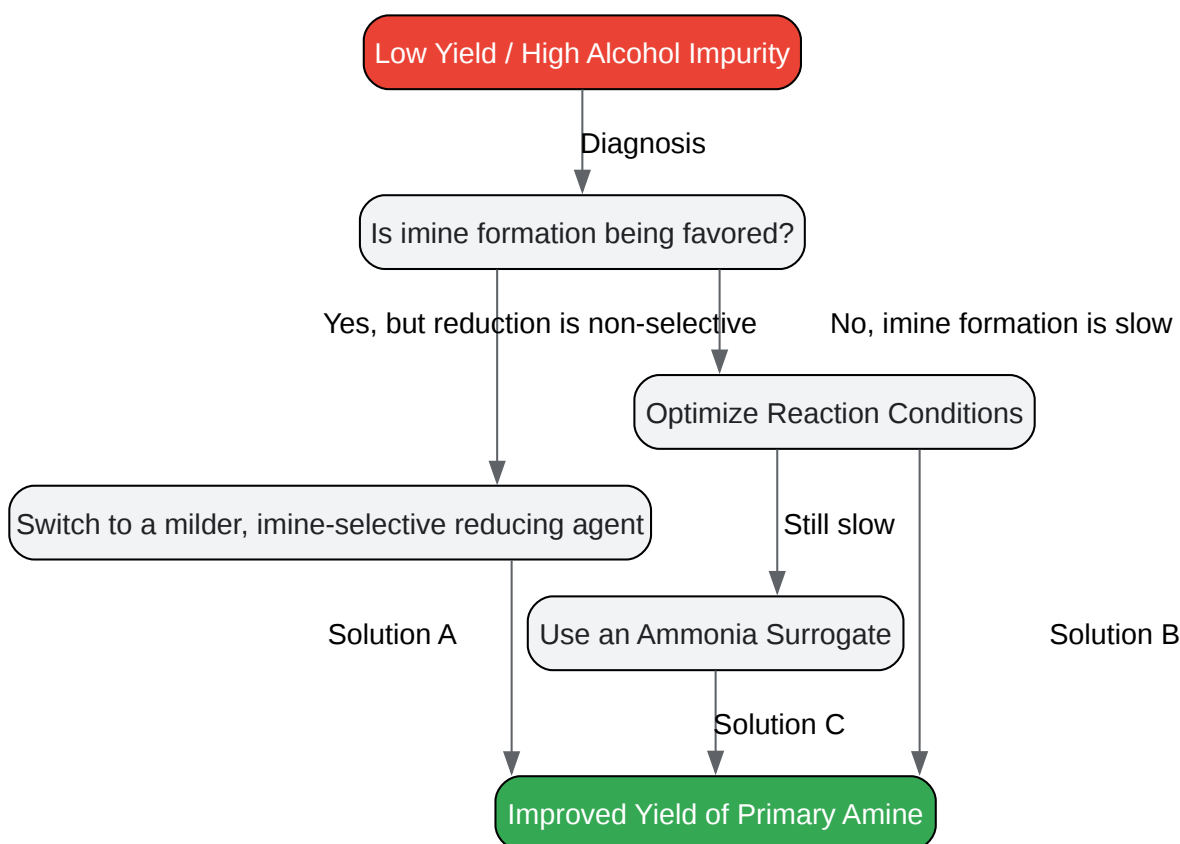 Low Yield / High Alcohol Impurity
Diagnosis
Is imine formation being favored?
Yes, but reduction is non-selective
No, imine formation is slow
Optimize Reaction Conditions
Switch to a milder, imine-selective reducing agent
Still slow
Solution A
Use an Ammonia Surrogate
Solution B
Solution C
Improved Yield of Primary Amine